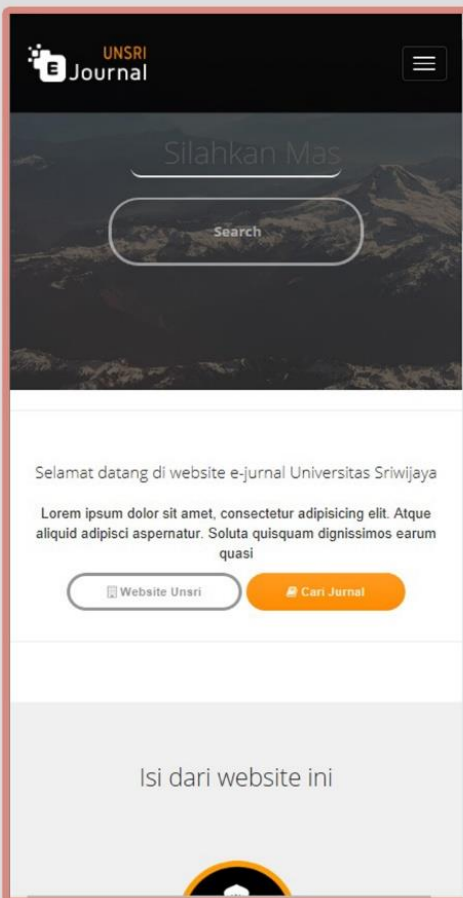 UNSRI
E Journal
Silahkan Mas
Search
Selamat datang di website e-jurnal Universitas Sriwijaya
Lorem ipsum dolor sit amet, consectetur adipisicing elit. Atque
aliquid adipisci aspernatur. Soluta quisquam dignissimos earum
quasi
Website Unsri
Cari Jurnal
Isi dari website ini